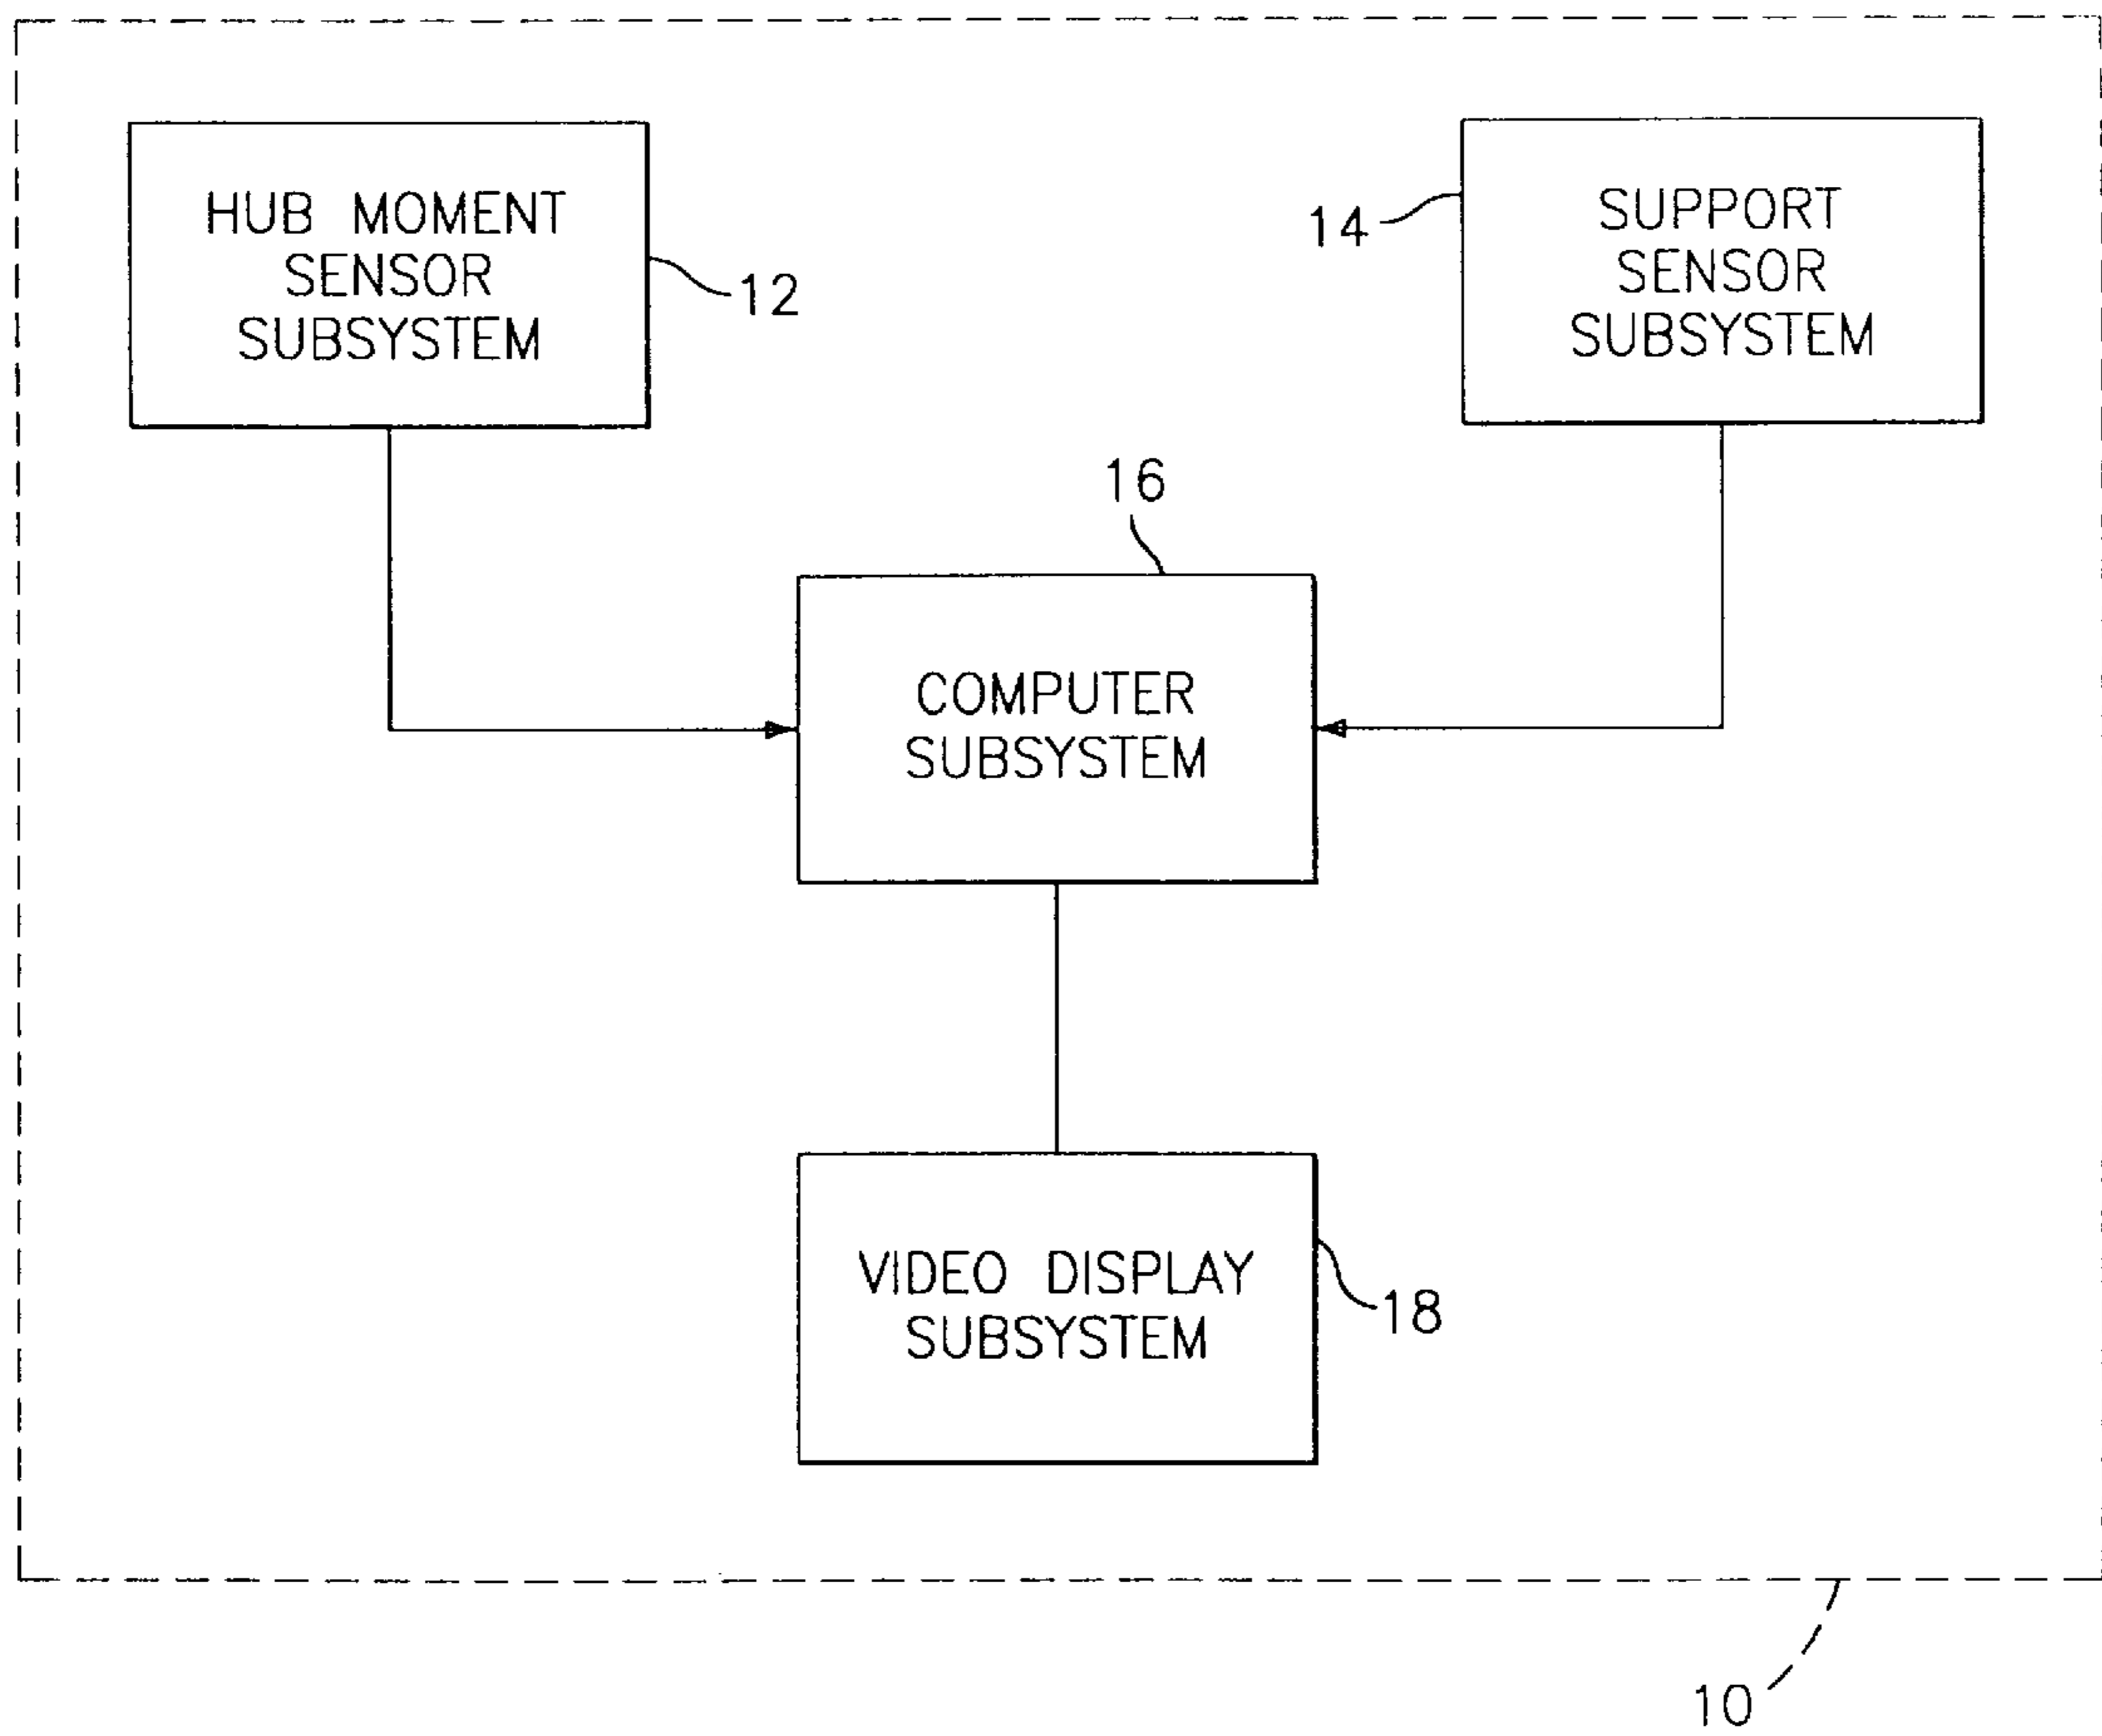 HUB MOMENT
SENSOR
SUBSYSTEM
12
14
SUPPORT
SENSOR
SUBSYSTEM
16
COMPUTER
SUBSYSTEM
VIDEO DISPLAY
SUBSYSTEM
18
10